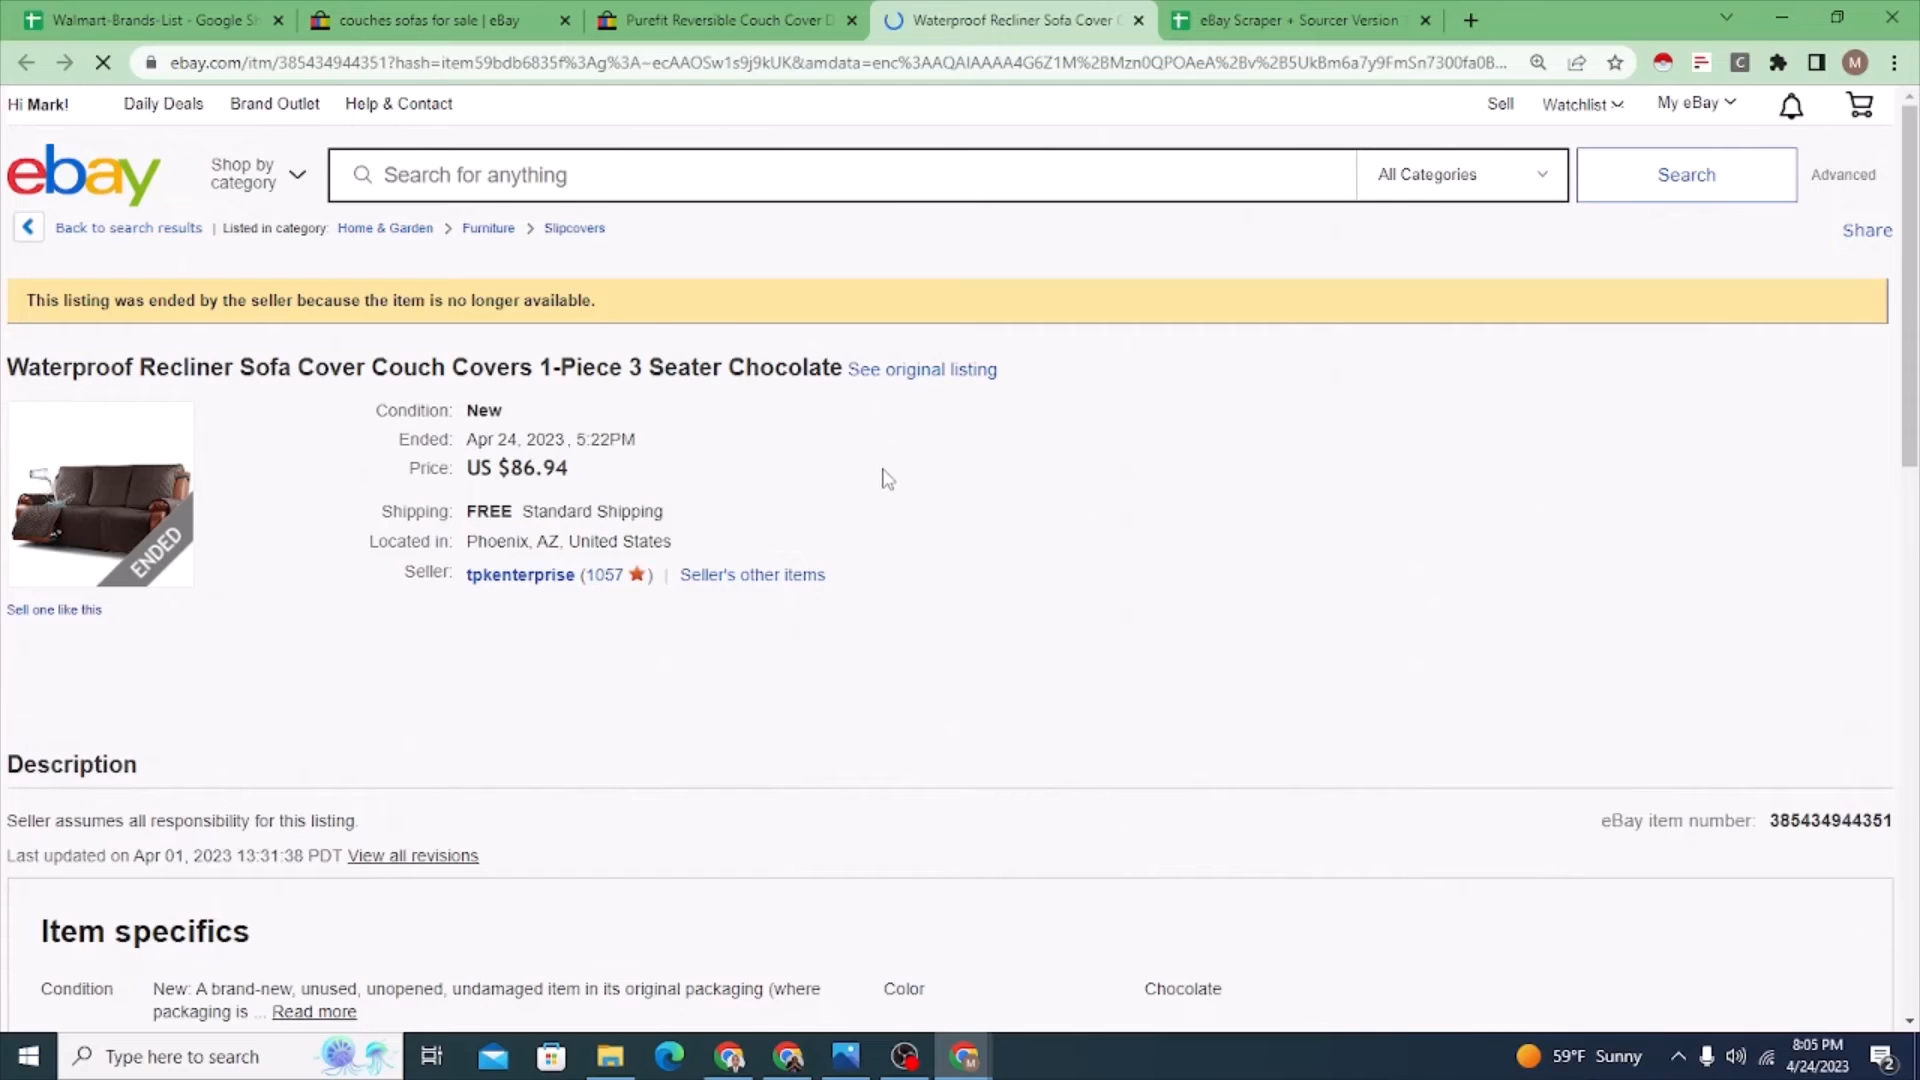 Walmart-Brands-List - Google Sh
couches sofas for sale | eBay
Purefit Reversible Couch Cover D
Waterproof Recliner Sofa Cover C
eBay Scraper + Sourcer Version
ebay.com/itm/385434944351?hash=item59bdb6835f%3Ag%3A~ecAAOSw1s9j9kUK&amdata=enc%3AAQAIAAAA4G6Z1M%2BMzn0QPOAeA%2Bv%2B5UkBm6a7y9FmSn7300fa0B...
M
Hi Mark!
Daily Deals
Brand Outlet
Help & Contact
Sell
Watchlist
My eBay
ebay
Shop by category
Search for anything
All Categories
Search
Advanced
Back to search results | Listed in category: Home & Garden > Furniture > Slipcovers
Share
This listing was ended by the seller because the item is no longer available.
Waterproof Recliner Sofa Cover Couch Covers 1-Piece 3 Seater Chocolate See original listing
ENDED
Sell one like this
Condition: New
Ended: Apr 24, 2023, 5:22PM
Price: US $86.94
Shipping: FREE Standard Shipping
Located in: Phoenix, AZ, United States
Seller: tpkenterprise (1057 ★) | Seller's other items
Description
Seller assumes all responsibility for this listing.
eBay item number: 385434944351
Last updated on Apr 01, 2023 13:31:38 PDT View all revisions
Item specifics
Condition
New: A brand-new, unused, unopened, undamaged item in its original packaging (where
packaging is ... Read more
Color
Chocolate
Type here to search
59°F Sunny
8:05 PM
4/24/2023
2